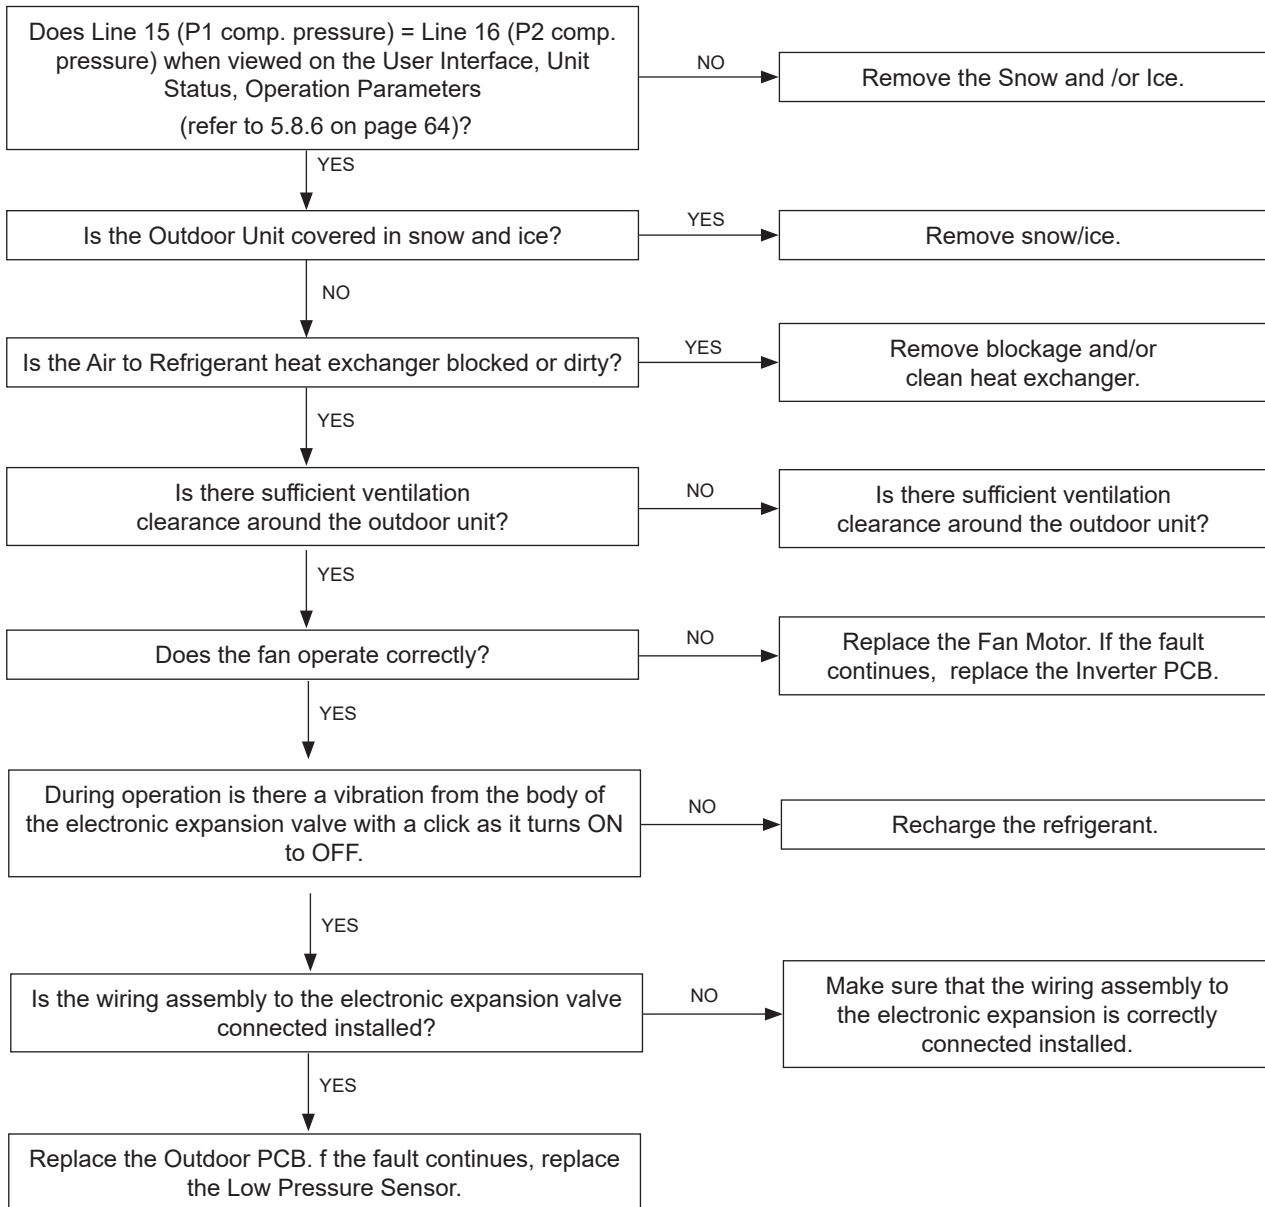 Does Line 15 (P1 comp. pressure) = Line 16 (P2 comp.
pressure) when viewed on the User Interface, Unit
Status, Operation Parameters
(refer to 5.8.6 on page 64)?
NO
Remove the Snow and /or Ice.
YES
Is the Outdoor Unit covered in snow and ice?
YES
Remove snow/ice.
NO
Is the Air to Refrigerant heat exchanger blocked or dirty?
YES
Remove blockage and/or
clean heat exchanger.
YES
Is there sufficient ventilation
clearance around the outdoor unit?
NO
Is there sufficient ventilation
clearance around the outdoor unit?
YES
Does the fan operate correctly?
NO
Replace the Fan Motor. If the fault
continues, replace the Inverter PCB.
YES
During operation is there a vibration from the body of
the electronic expansion valve with a click as it turns ON
to OFF.
NO
Recharge the refrigerant.
YES
Is the wiring assembly to the electronic expansion valve
connected installed?
NO
Make sure that the wiring assembly to
the electronic expansion is correctly
connected installed.
YES
Replace the Outdoor PCB. f the fault continues, replace
the Low Pressure Sensor.